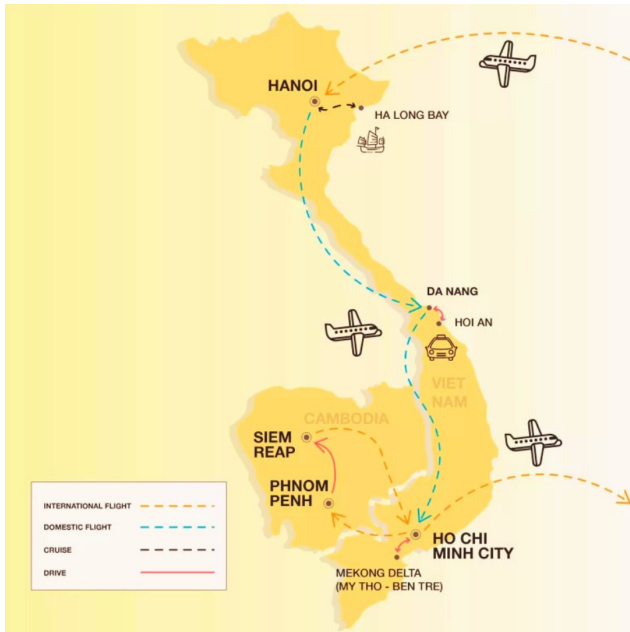 HANOI
HA LONG BAY
DA NANG
HOI AN
VIET
NAM
CAMBODIA
SIEM
REAP
PHNOM
PENH
HO CHI
MINH CITY
MEKONG DELTA
(MY THO - BEN TRE)
INTERNATIONAL FLIGHT
DOMESTIC FLIGHT
CRUISE
DRIVE